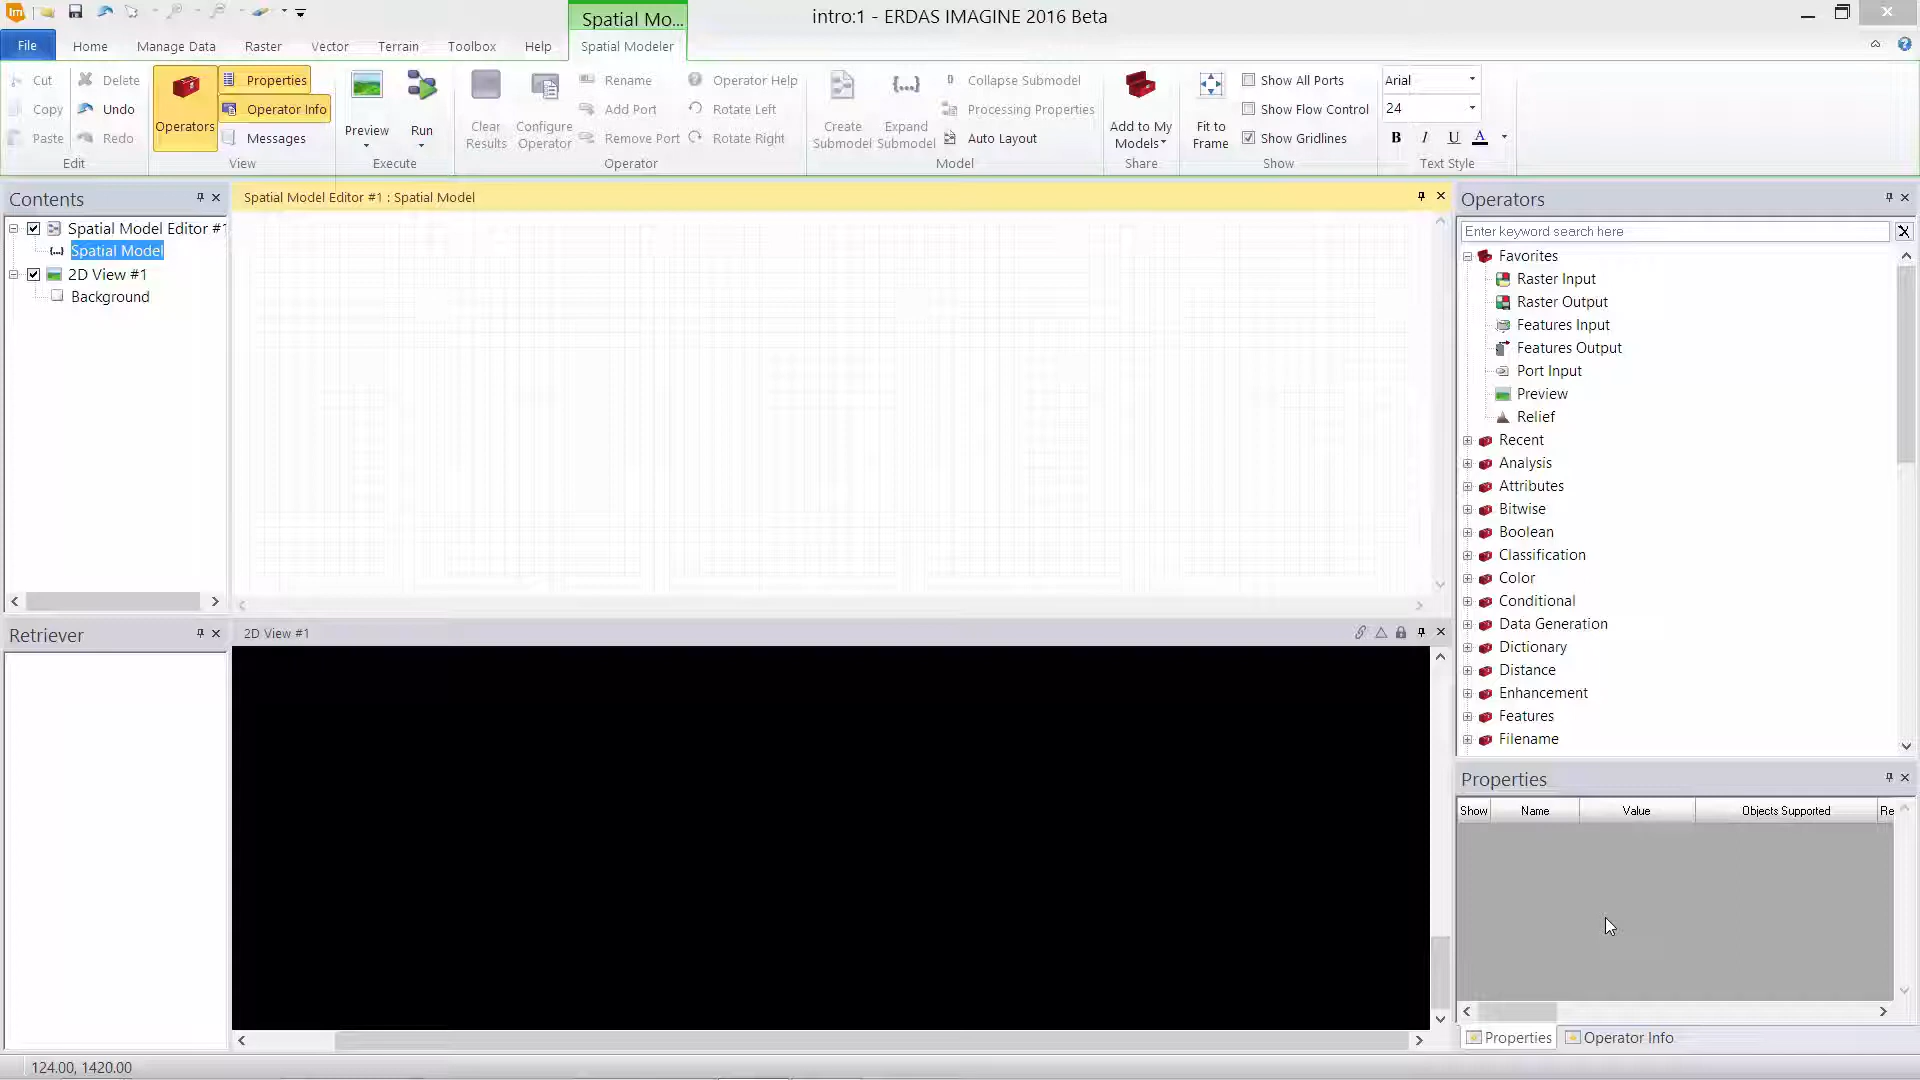 Im
Spatial Mo...
intro:1 - ERDAS IMAGINE 2016 Beta
File
Home
Manage Data
Raster
Vector
Terrain
Toolbox
Help
Spatial Modeler
Cut
Copy
Paste
Delete
Undo
Redo
Edit
Operators
Properties
Operator Info
Messages
View
Preview
Run
Execute
Clear
Results
Configure
Operator
Rename
Add Port
Remove Port
Operator Help
Rotate Left
Rotate Right
Operator
Create
Submodel
Expand
Submodel
Collapse Submodel
Processing Properties
Auto Layout
Model
Add to My
Models
Share
Fit to
Frame
Show All Ports
Show Flow Control
Show Gridlines
Show
Arial
24
B I U A
Text Style
Contents
Spatial Model Editor #1
Spatial Model
2D View #1
Background
Retriever
Spatial Model Editor #1 : Spatial Model
2D View #1
Operators
Enter keyword search here
Favorites
Raster Input
Raster Output
Features Input
Features Output
Port Input
Preview
Relief
Recent
Analysis
Attributes
Bitwise
Boolean
Classification
Color
Conditional
Data Generation
Dictionary
Distance
Enhancement
Features
Filename
Properties
Show
Name
Value
Objects Supported
Re
Properties
Operator Info
124.00, 1420.00